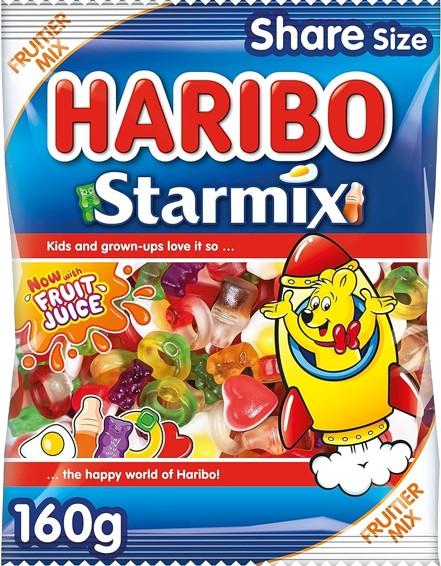 FRUITIER
MIX
Share Size
HARIBO
Starmix
Kids and grown-ups love it so ...
Now with
FRUIT
JUICE
... the happy world of Haribo!
160g
FRUITIER
MIX